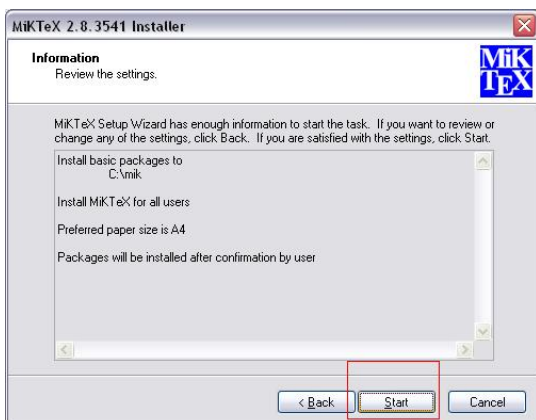 MiKTeX 2.8.3541 Installer
Information
Review the settings.
MiK
TEX
MiKTeX Setup Wizard has enough information to start the task. If you want to review or
change any of the settings, click Back. If you are satisfied with the settings, click Start.
Install basic packages to
C:\mik
Install MiKTeX for all users
Preferred paper size is A4
Packages will be installed after confirmation by user
< Back
Start
Cancel